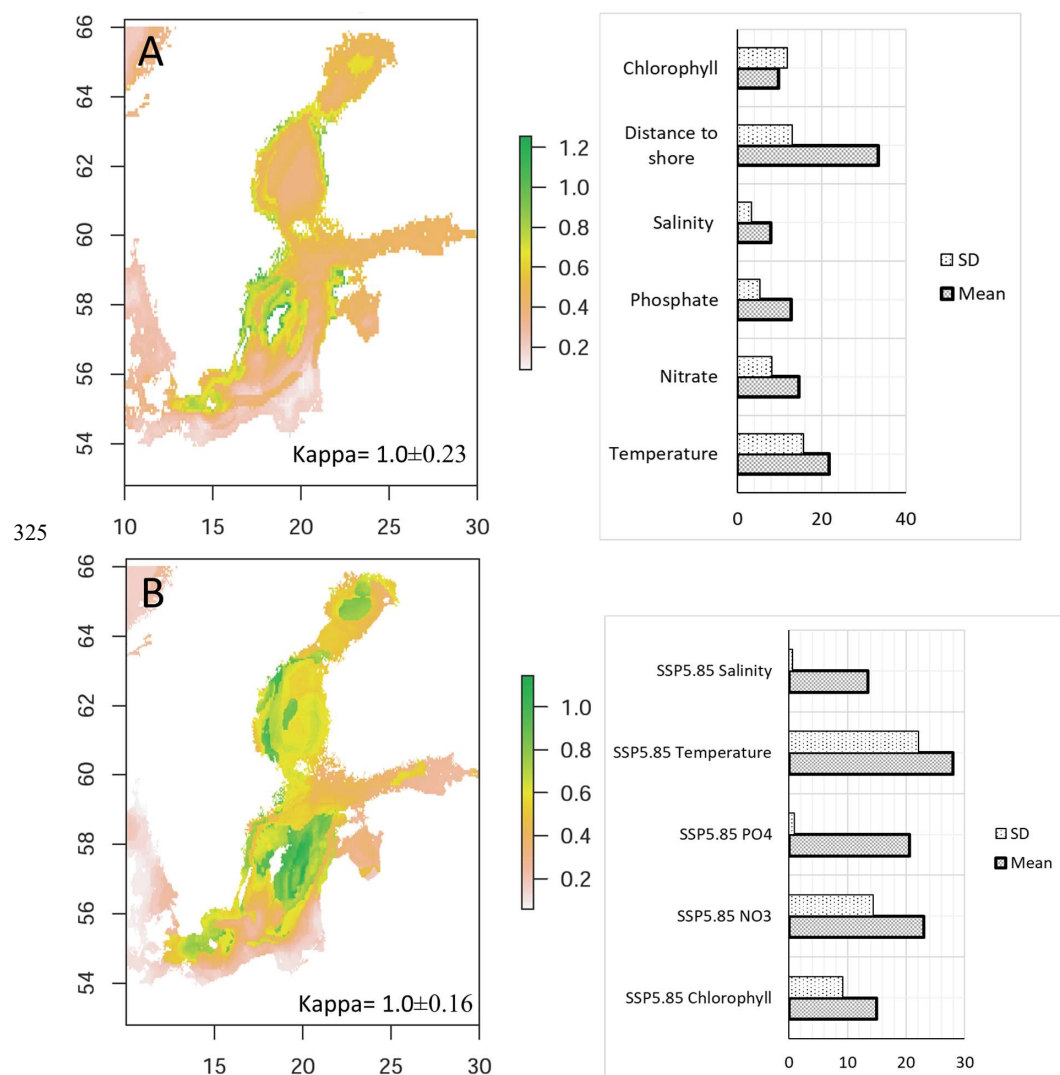 A
66
64
62
60
58
56
54
10
15
20
25
30
1.2
1.0
0.8
0.6
0.4
0.2
Kappa= 1.0±0.23
Chlorophyll
Distance to
shore
Salinity
Phosphate
Nitrate
Temperature
0
20
40
SD
Mean
325
B
66
64
62
60
58
56
54
15
20
25
30
1.0
0.8
0.6
0.4
0.2
Kappa= 1.0±0.16
SSP5.85 Salinity
SSP5.85 Temperature
SSP5.85 PO4
SSP5.85 NO3
SSP5.85 Chlorophyll
0
10
20
30
SD
Mean